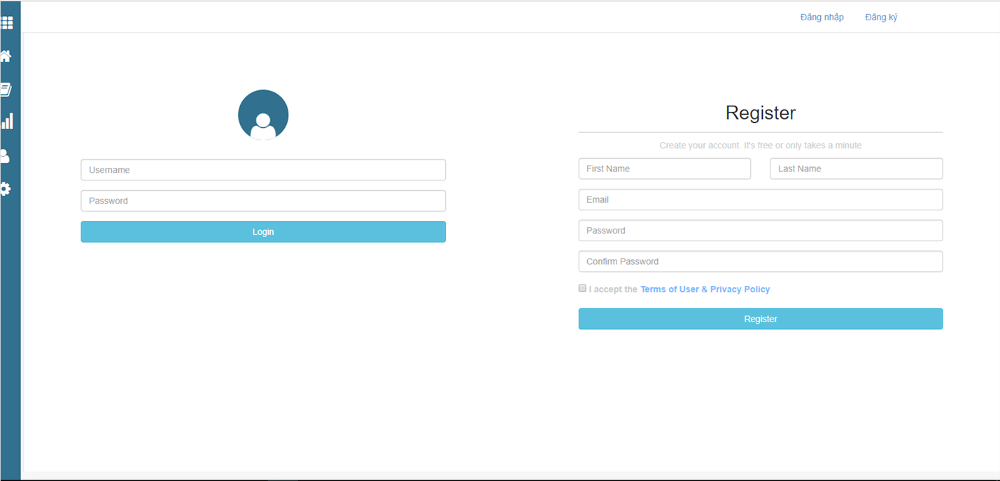 Đăng nhập Đăng ký
Username
Password
Login
Register
Create your account. It's free or only takes a minute
First Name Last Name
Email
Password
Confirm Password
I accept the Terms of User & Privacy Policy
Register